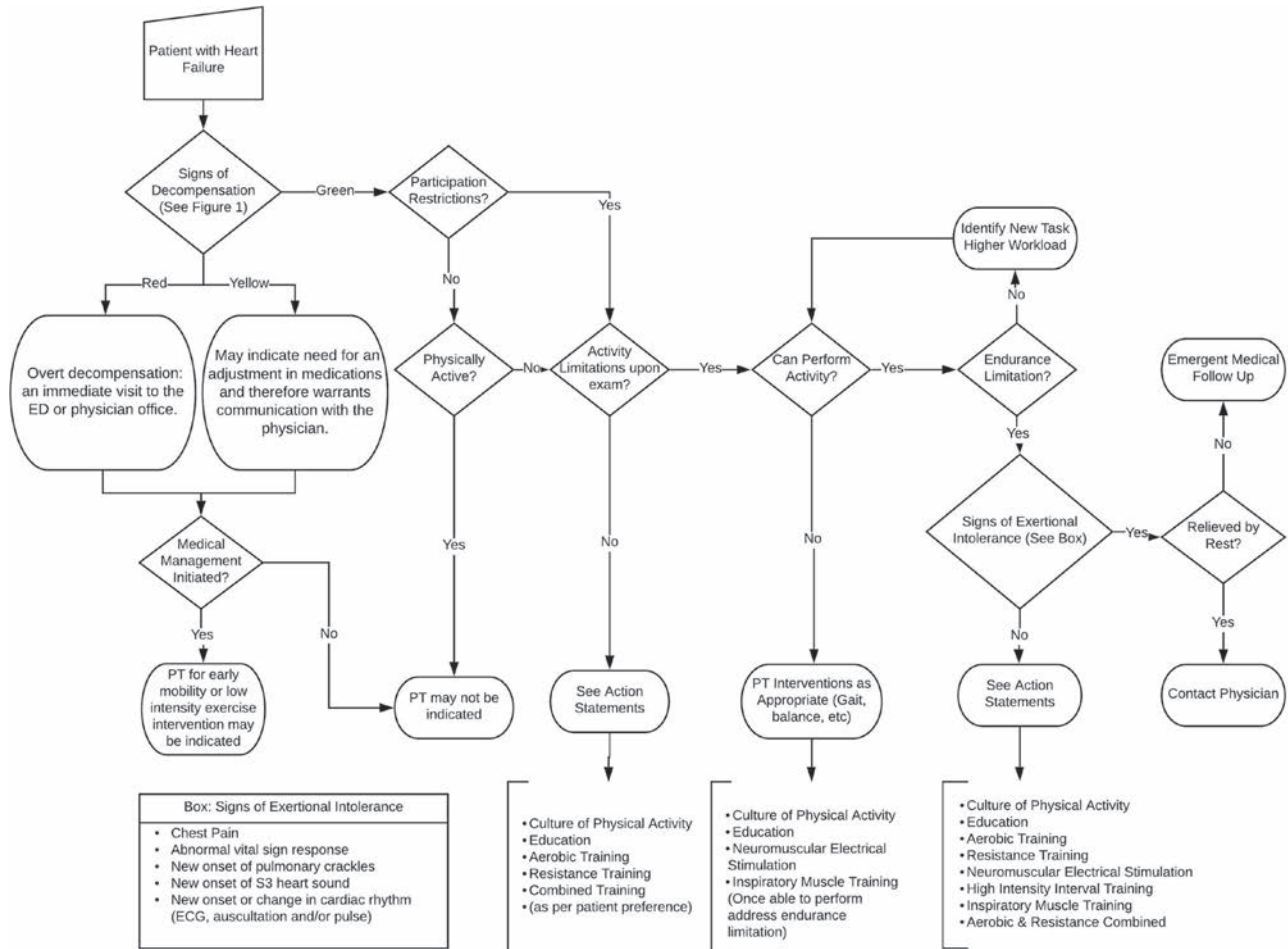 Patient with Heart
Failure
Signs of
Decompensation
(See Figure 1)
Green
Participation
Restrictions?
Yes
Identify New Task
Higher Workload
Red
Yellow
No
No
Overt decompensation:
an immediate visit to the
ED or physician office.
May indicate need for an
adjustment in medications
and therefore warrants
communication with the
physician.
Physically
Active?
No
Activity
Limitations upon
exam?
Yes
Can Perform
Activity?
Yes
Endurance
Limitation?
Emergent Medical
Follow Up
Yes
No
Medical
Management
Initiated?
Yes
No
Yes
No
No
Signs of Exertional
Intolerance (See Box)
Yes
Relieved by
Rest?
No
Yes
PT for early
mobility or low
intensity exercise
intervention may
be indicated
PT may not be
indicated
See Action
Statements
PT Interventions as
Appropriate (Gait,
balance, etc)
See Action
Statements
Contact Physician
Box: Signs of Exertional Intolerance
• Chest Pain
• Abnormal vital sign response
• New onset of pulmonary crackles
• New onset of S3 heart sound
• New onset or change in cardiac rhythm
(ECG, auscultation and/or pulse)
• Culture of Physical Activity
• Education
• Aerobic Training
• Resistance Training
• Combined Training
• (as per patient preference)
• Culture of Physical Activity
• Education
• Neuromuscular Electrical
Stimulation
• Inspiratory Muscle Training
(Once able to perform
address endurance
limitation)
• Culture of Physical Activity
• Education
• Aerobic Training
• Resistance Training
• Neuromuscular Electrical Stimulation
• High Intensity Interval Training
• Inspiratory Muscle Training
• Aerobic & Resistance Combined